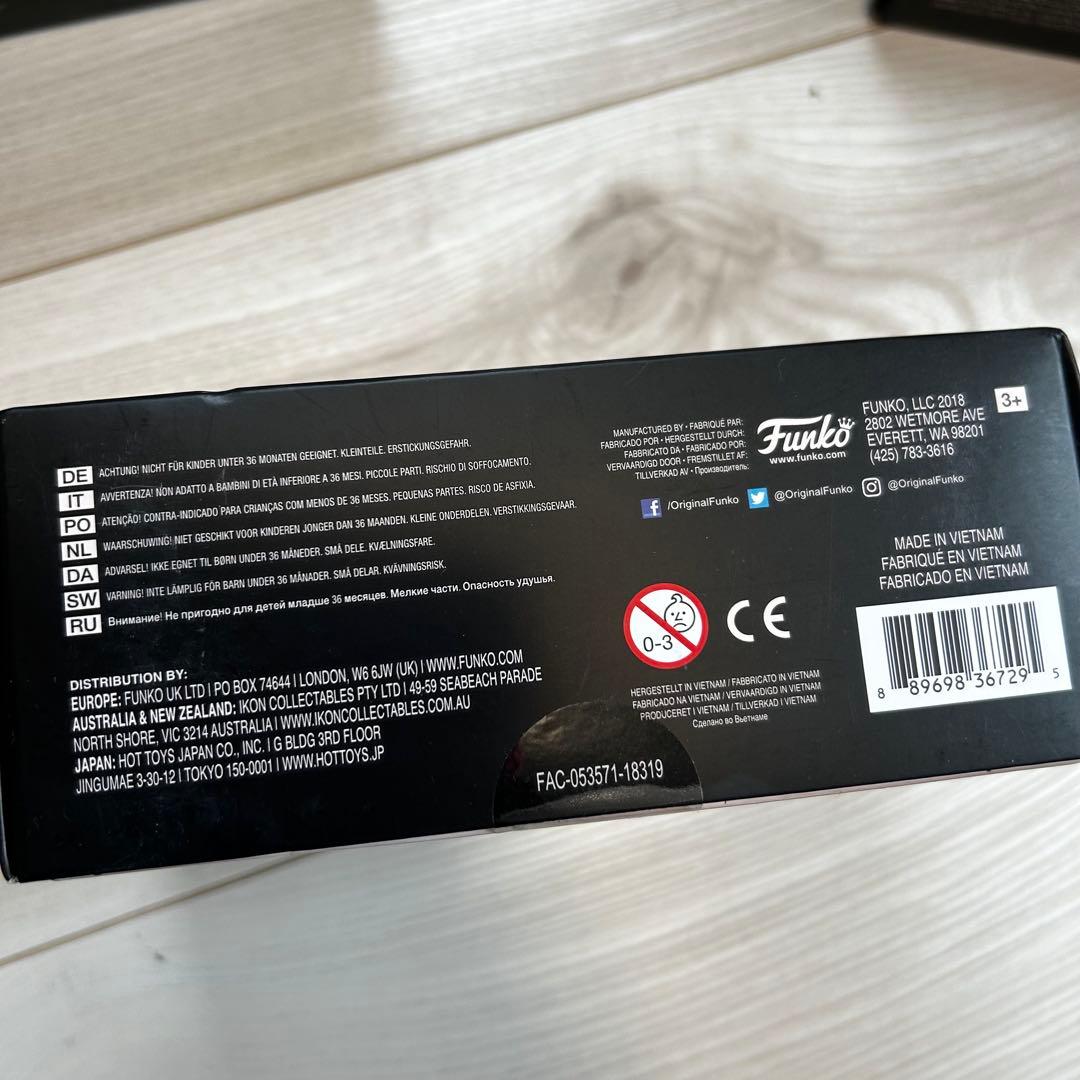 DE ACHTUNG! NICHT FÜR KINDER UNTER 36 MONATEN GEEIGNET. KLEINTEILE. ERSTICKUNGSGEFAHR.
IT AVVERTENZA! NON ADATTO A BAMBINI DI ETÀ INFERIORE A 36 MESI. PICCOLE PARTI. RISCHIO DI SOFFOCAMENTO.
PO ATENÇÃO! CONTRA-INDICADO PARA CRIANÇAS COM MENOS DE 36 MESES. PEQUENAS PARTES. RISCO DE ASFIXIA.
NL WAARSCHUWING! NIET GESCHIKT VOOR KINDEREN JONGER DAN 36 MAANDEN. KLEINE ONDERDELEN. VERSTIKKINGSGEVAAR.
DA ADVARSEL! IKKE EGNET TIL BØRN UNDER 36 MÅNEDER. SMÅ DELE. KVÆLNINGSFARE.
SW VARNING! INTE LÄMPLIG FÖR BARN UNDER 36 MÅNADER. SMÅ DELAR. KVÄVNINGSRISK.
RU Внимание! Не пригодно для детей младше 36 месяцев. Мелкие части. Опасность удушья.
DISTRIBUTION BY:
EUROPE: FUNKO UK LTD | PO BOX 74644 | LONDON, W6 6JW (UK) | WWW.FUNKO.COM
AUSTRALIA & NEW ZEALAND: IKON COLLECTABLES PTY LTD | 49-59 SEABEACH PARADE
NORTH SHORE, VIC 3214 AUSTRALIA | WWW.IKONCOLLECTABLES.COM.AU
JAPAN: HOT TOYS JAPAN CO., INC. | G BLDG 3RD FLOOR
JINGUMAE 3-30-12 | TOKYO 150-0001 | WWW.HOTTOYS.JP
FAC-053571-18319
MANUFACTURED BY • FABRIQUÉ PAR:
FABRICADO POR • HERGESTELLT DURCH:
FABBRICATO DA • FABRICADO POR:
VERVAARDIGD DOOR • FREMSTILLET AF:
TILLVERKAD AV • Производитель:
Funko
www.funko.com
FUNKO, LLC 2018
2802 WETMORE AVE
EVERETT, WA 98201
(425) 783-3616
3+
/OriginalFunko @OriginalFunko @OriginalFunko
MADE IN VIETNAM
FABRIQUÉ EN VIETNAM
FABRICADO EN VIETNAM
0-3
CE
HERGESTELLT IN VIETNAM / FABBRICATO IN VIETNAM
FABRICADO NA VIETNAM / VERVAARDIGD IN VIETNAM
PRODUCERET I VIETNAM / TILLVERKAD I VIETNAM
Сделано во Вьетнаме
8 89698 36729 5